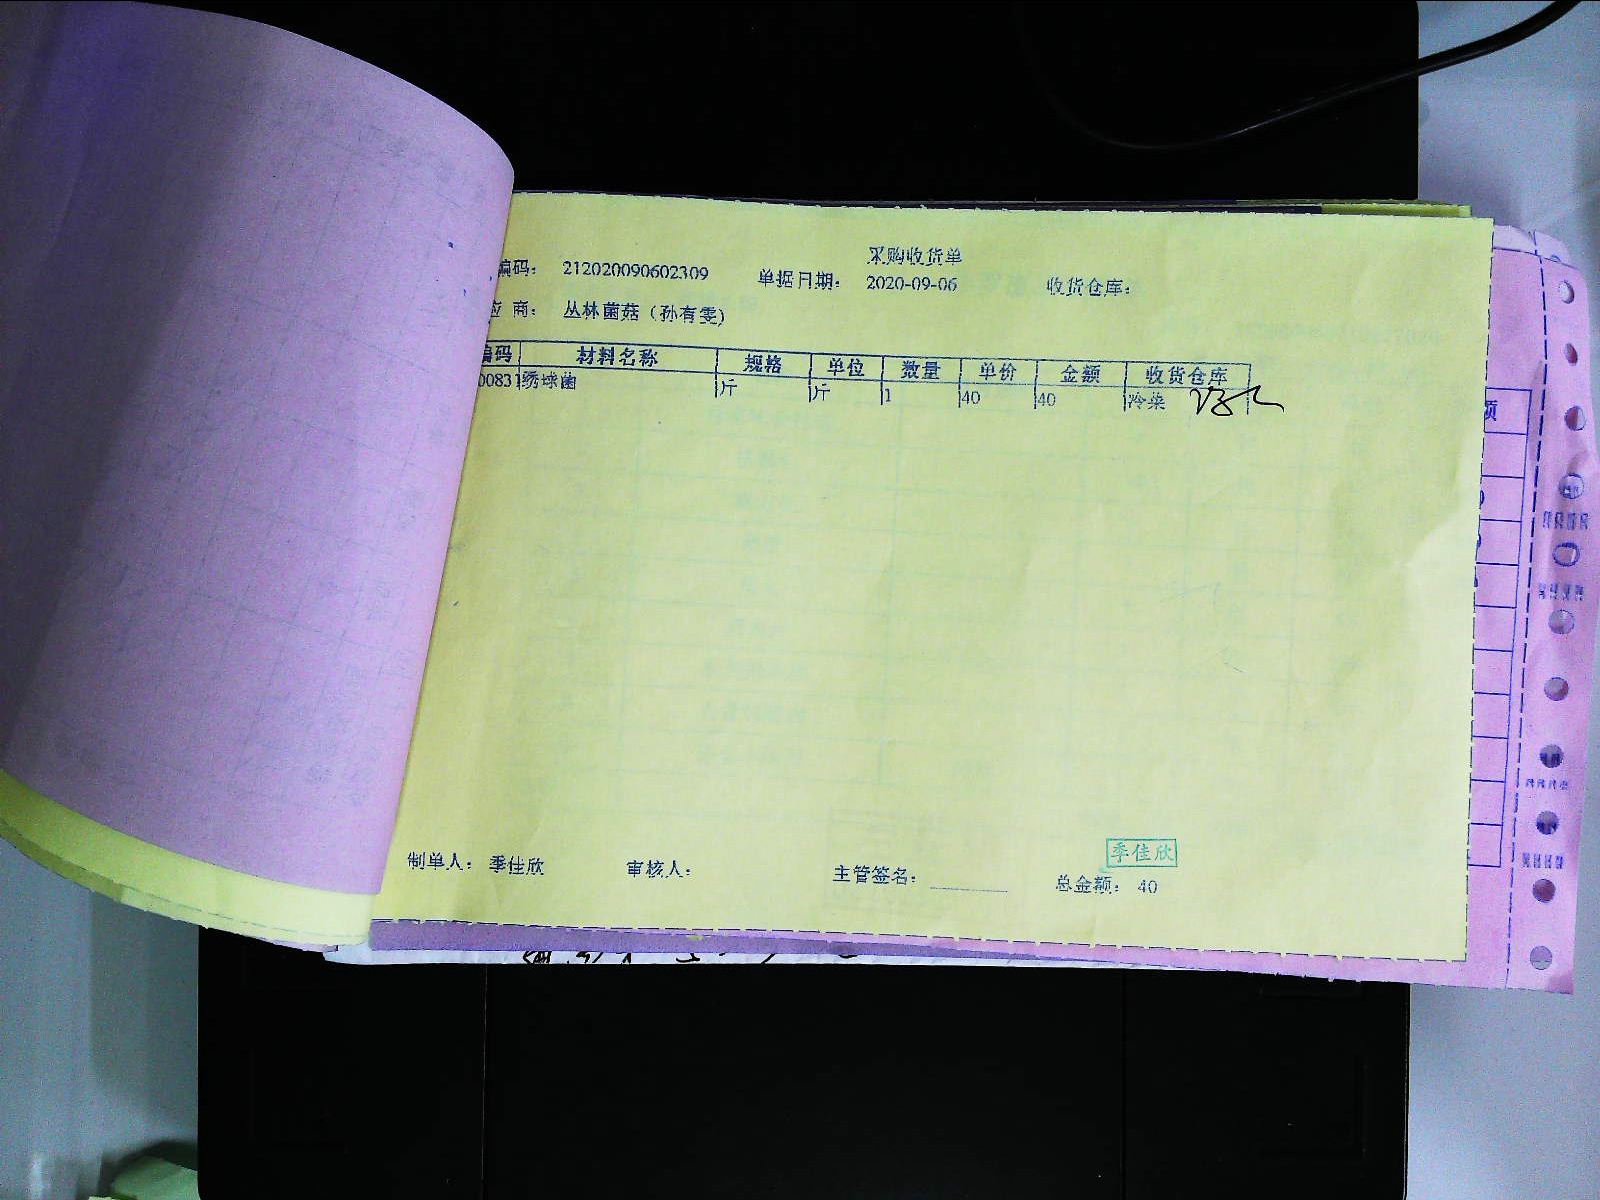 采购收货单
编码： 212020090602309 单据日期： 2020-09-06 收货仓库：
应 商： 丛林菌菇（孙有雯）
编码 材料名称 规格 单位 数量 单价 金额 收货仓库
00831 绣球菌 斤 斤 1 40 40 冷菜
额
季佳欣
制单人： 季佳欣 审核人： 主管签名： 总金额： 40